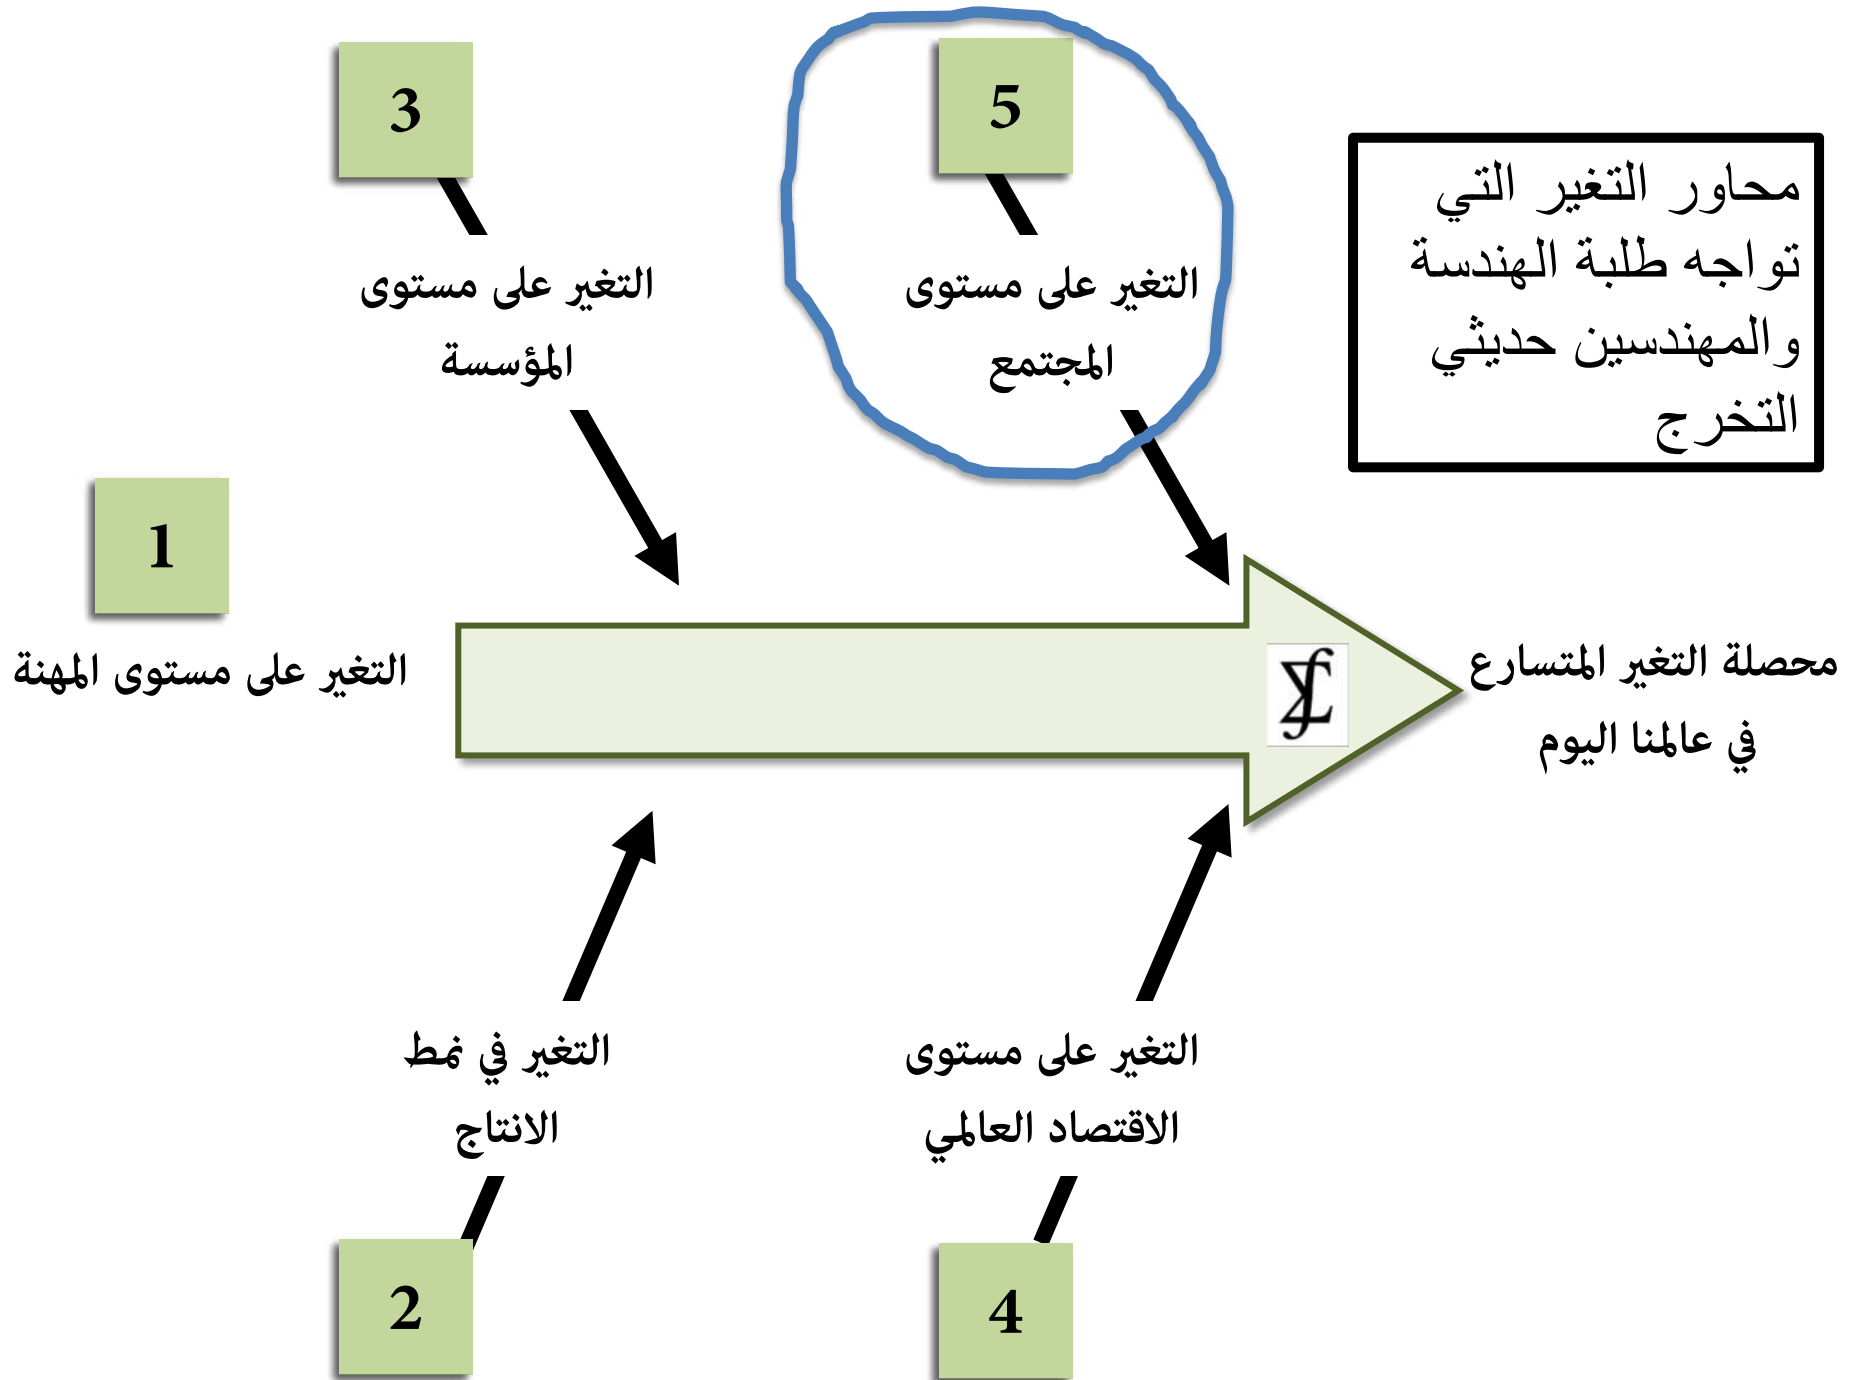 محاور التغير التي
تواجه طلبة الهندسة
والمهندسين حديثي
التخرج
1
التغير على مستوى المهنة
2
التغير في نمط
الانتاج
3
التغير على مستوى
المؤسسة
4
التغير على مستوى
الاقتصاد العالمي
5
التغير على مستوى
المجتمع
محصلة التغير المتسارع
في عالمنا اليوم